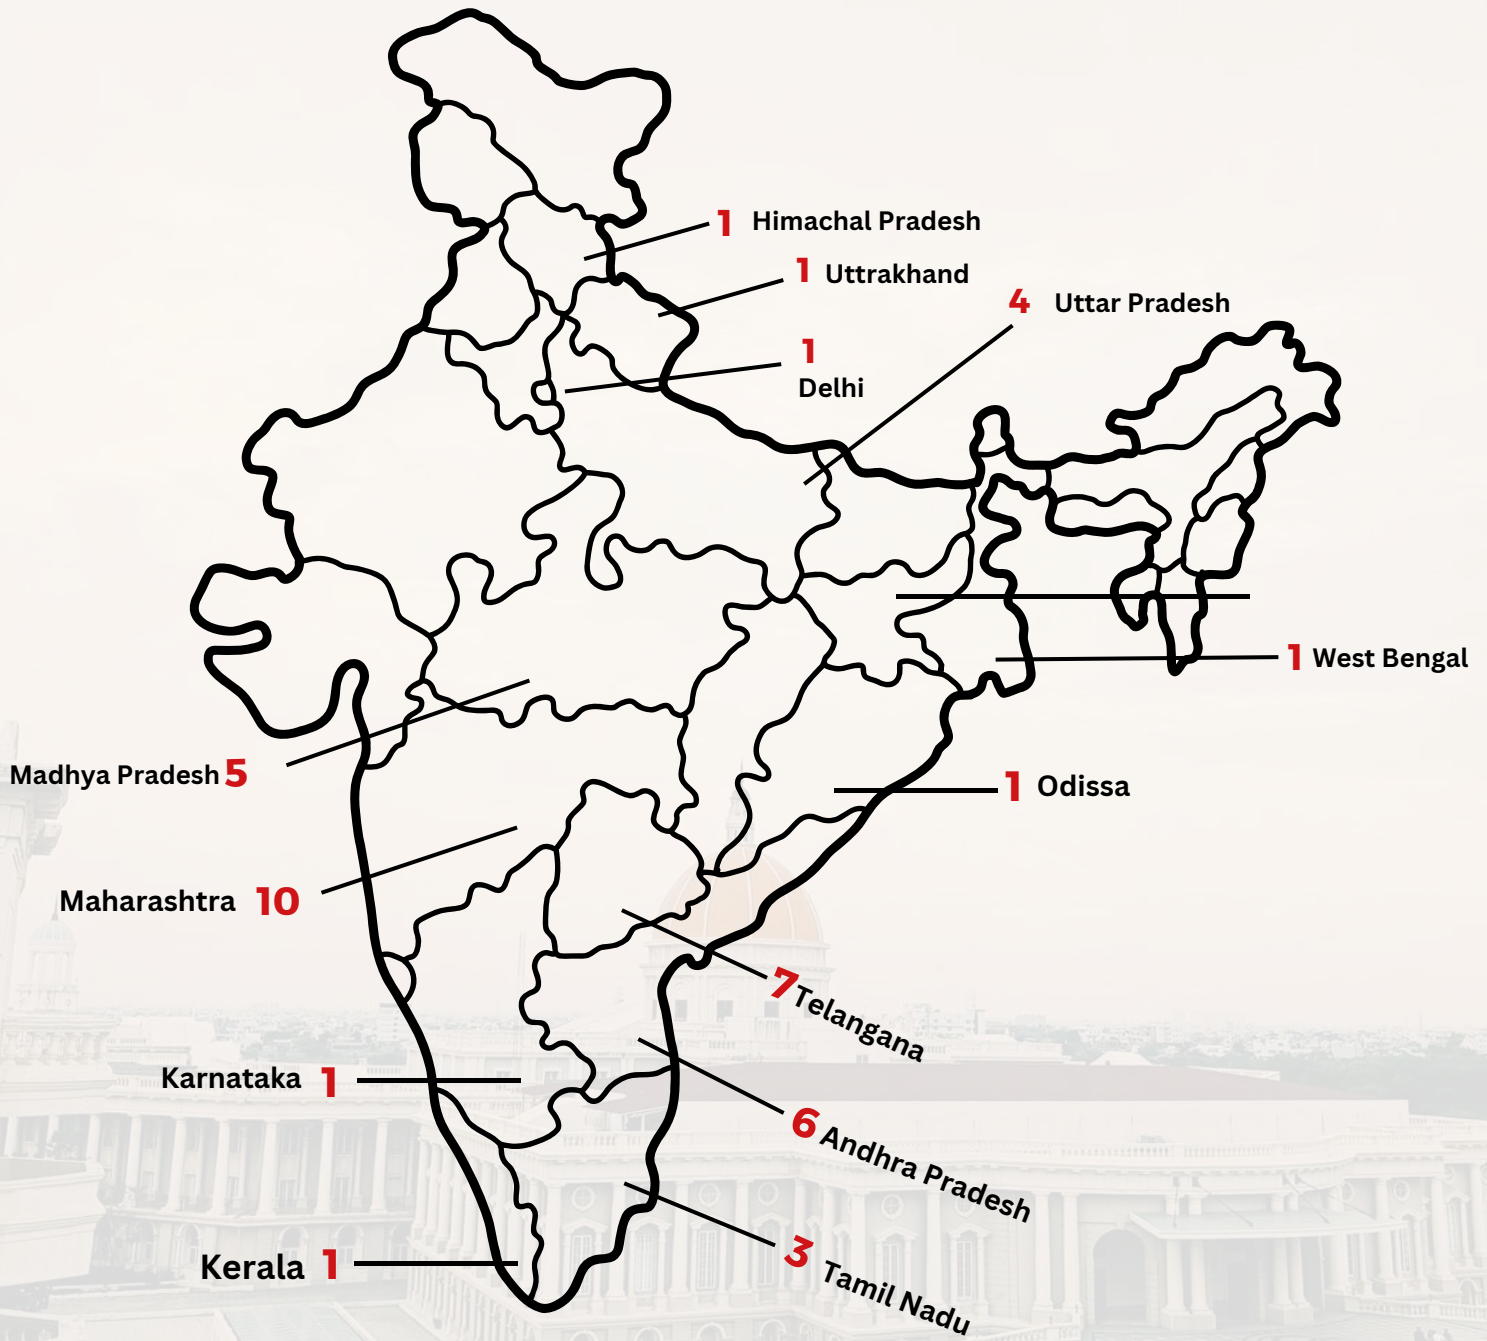 1 Himachal Pradesh
1 Uttrakhand
4 Uttar Pradesh
1
Delhi
1 West Bengal
Madhya Pradesh 5
1 Odissa
Maharashtra 10
7 Telangana
Karnataka 1
6 Andhra Pradesh
Kerala 1
3 Tamil Nadu